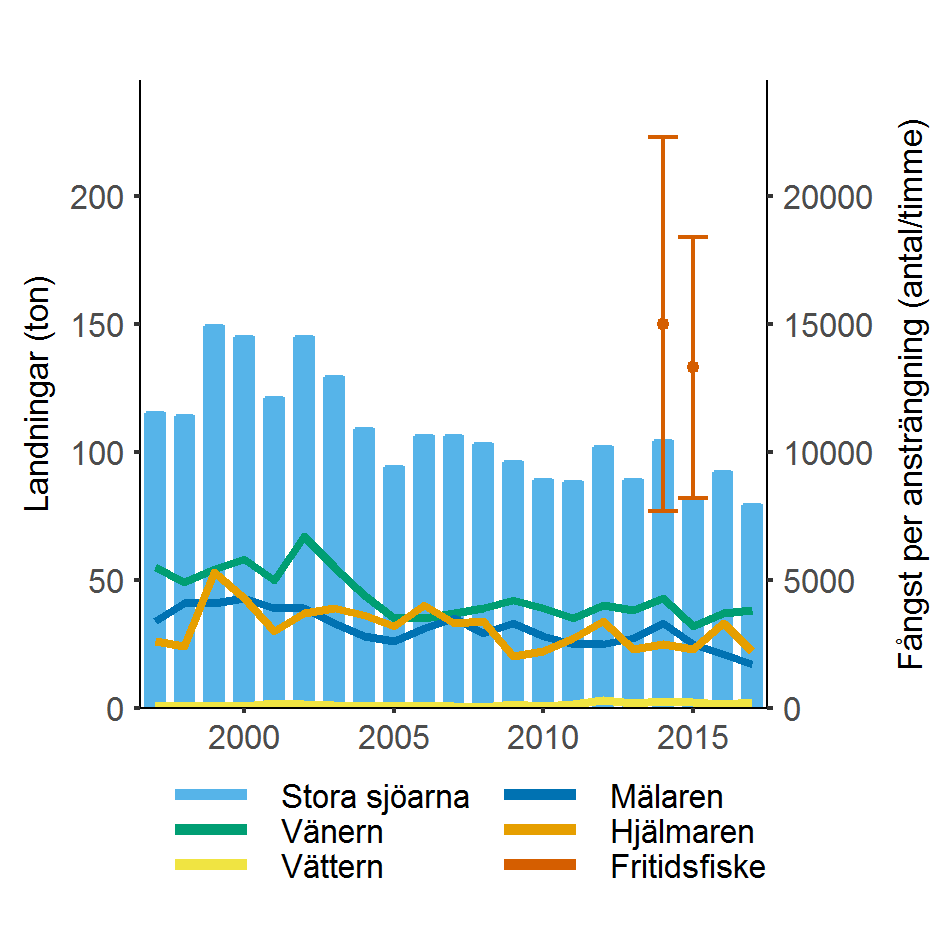 Landningar (ton)
200
150
100
50
0
20000
15000
10000
5000
0
Fångst per ansträngning (antal/timme)
2000 2005 2010 2015
Stora sjöarna Mälaren
Vänern Hjälmaren
Vättern Fritidsfiske